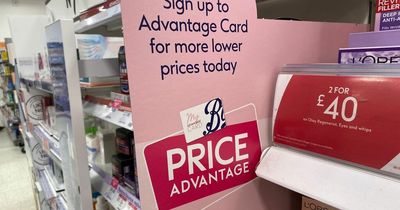 Sign up to
Advantage Card
for more lower
prices today
PRICE
ADVANTAGE
2 FOR
£40
on Olay Regenerist, Eyes and whips
L'ORÉAL